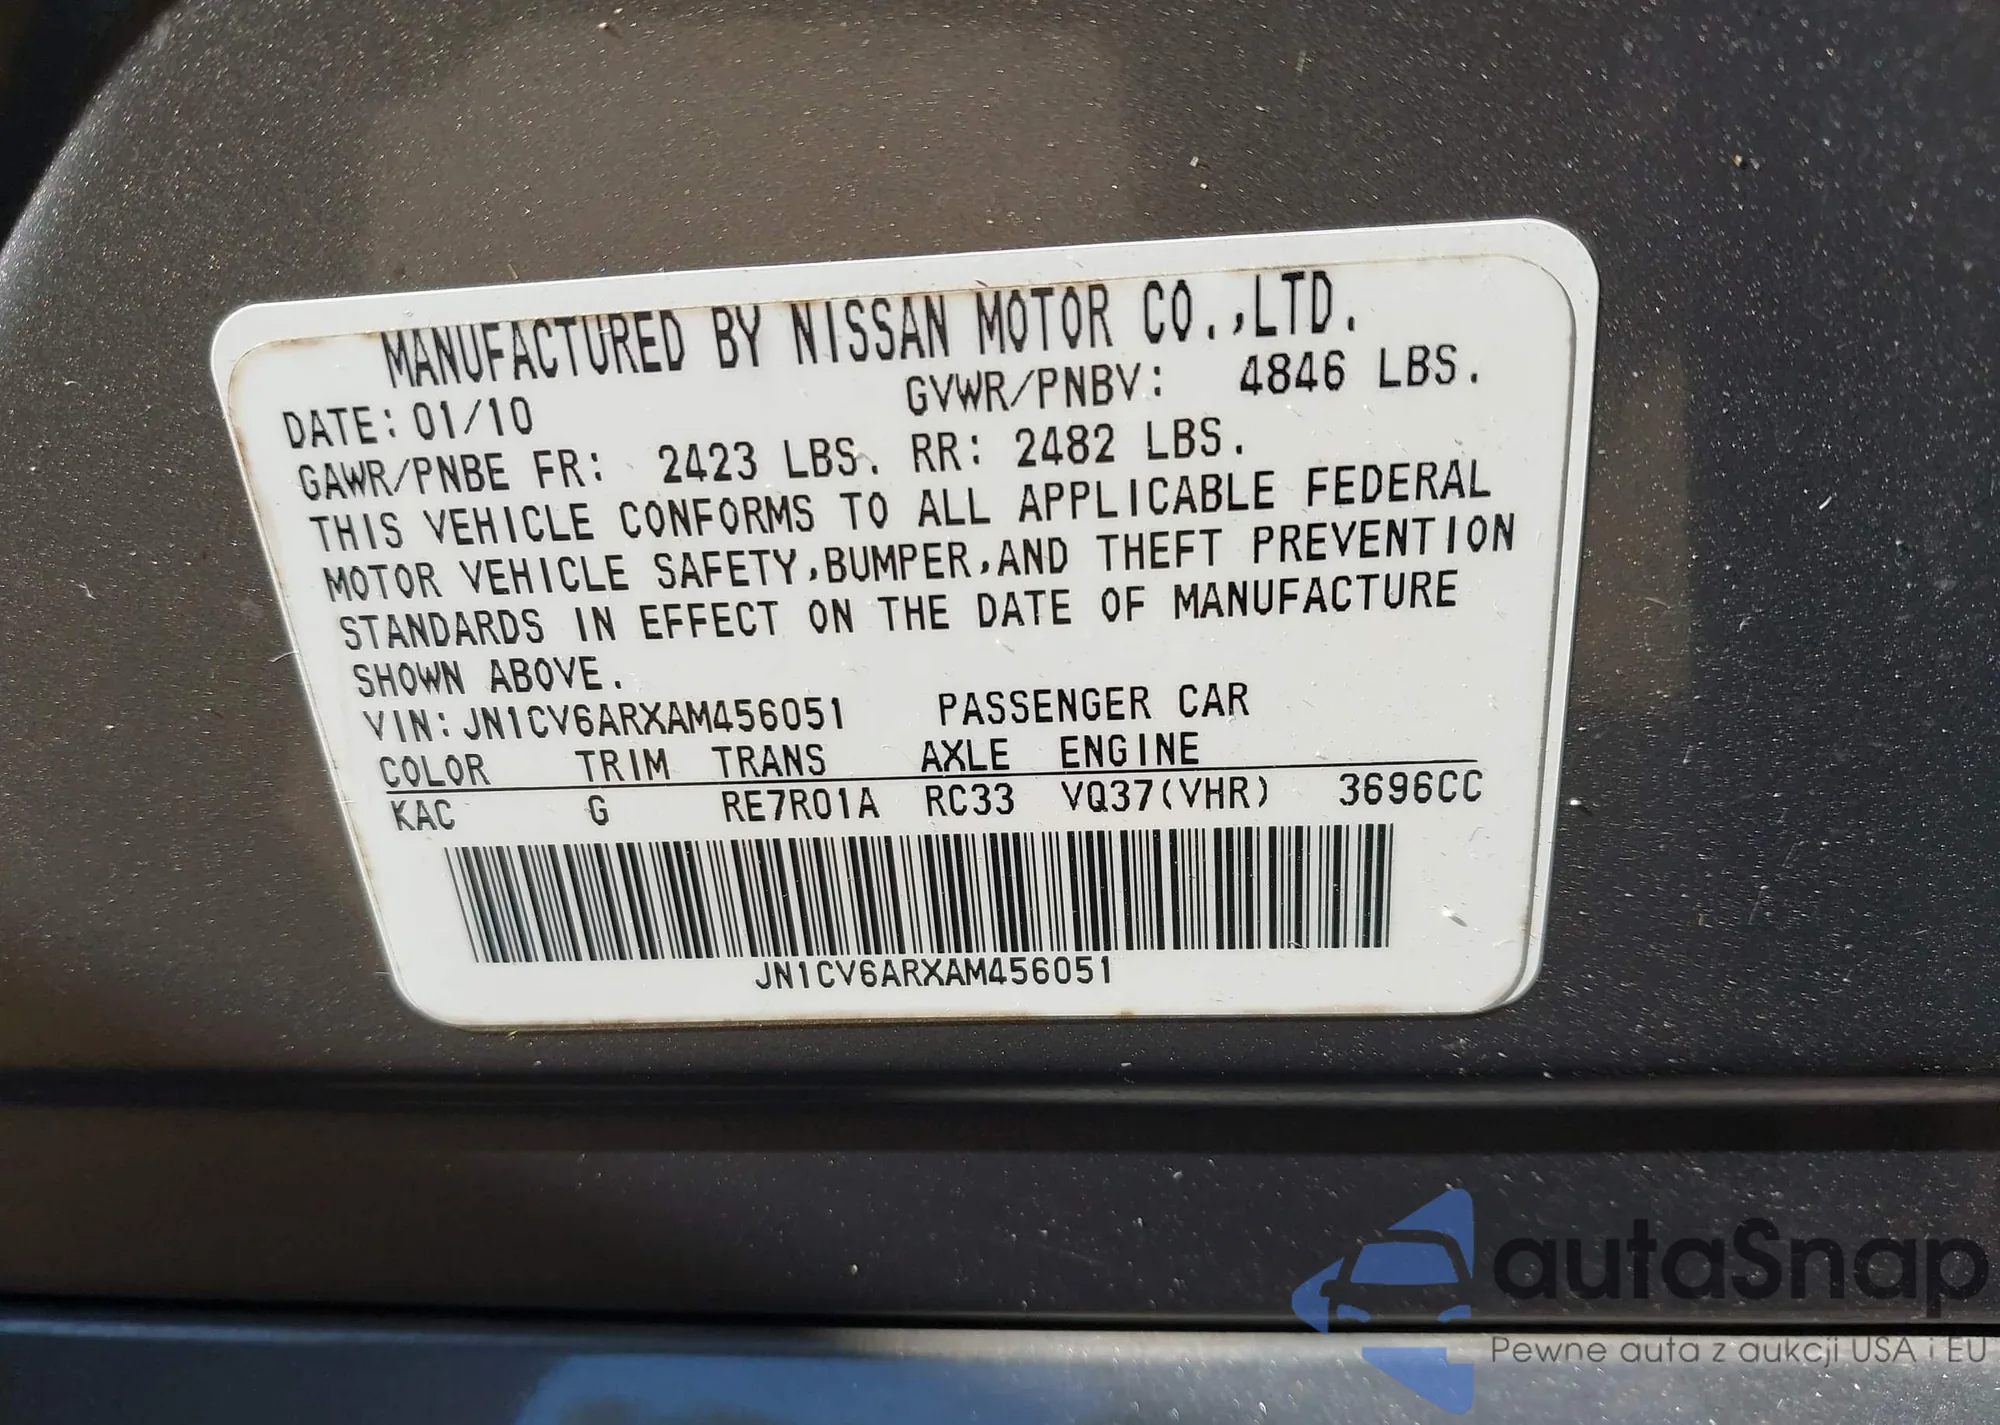 MANUFACTURED BY NISSAN MOTOR CO.,LTD.
DATE: 01/10 GVWR/PNBV: 4846 LBS.
GAWR/PNBE FR: 2423 LBS. RR: 2482 LBS.
THIS VEHICLE CONFORMS TO ALL APPLICABLE FEDERAL
MOTOR VEHICLE SAFETY,BUMPER,AND THEFT PREVENTION
STANDARDS IN EFFECT ON THE DATE OF MANUFACTURE
SHOWN ABOVE.
VIN:JN1CV6ARXAM456051 PASSENGER CAR
COLOR TRIM TRANS AXLE ENGINE
KAC G RE7R01A RC33 VQ37(VHR) 3696CC
JN1CV6ARXAM456051
autaSnap
Pewne auta z aukcji USA i EU